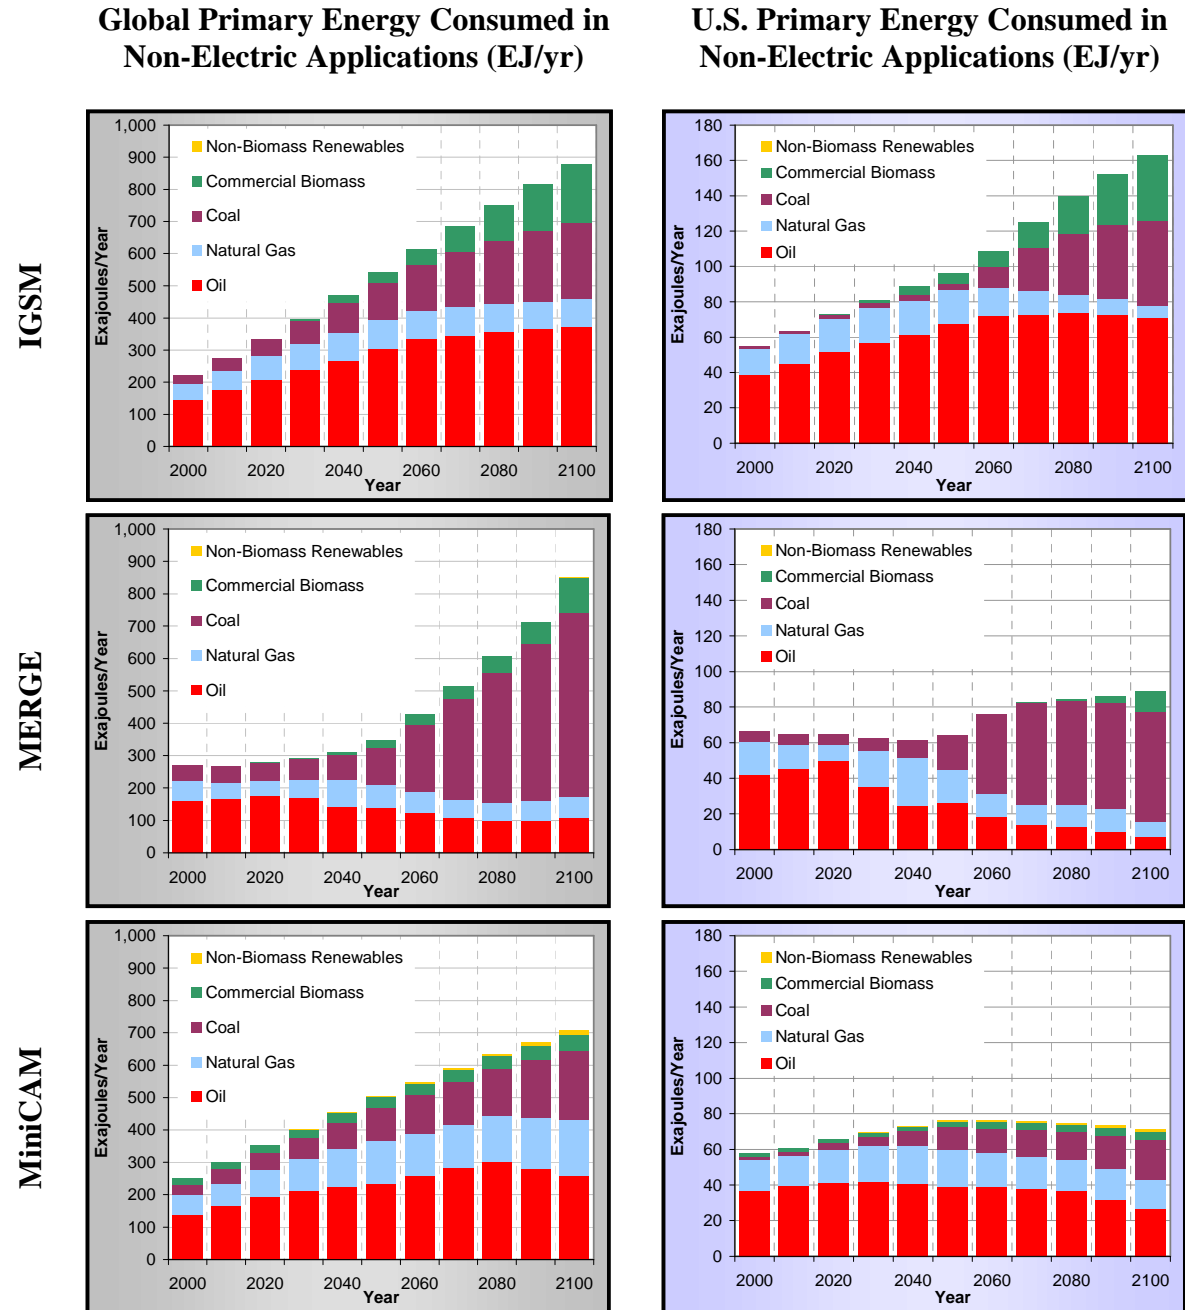 Global Primary Energy Consumed in
Non-Electric Applications (EJ/yr)
U.S. Primary Energy Consumed in
Non-Electric Applications (EJ/yr)
IGSM
Exajoules/Year
1,000
900
800
700
600
500
400
300
200
100
0
Non-Biomass Renewables
Commercial Biomass
Coal
Natural Gas
Oil
2000 2020 2040 2060 2080 2100
Year
Exajoules/Year
180
160
140
120
100
80
60
40
20
0
Non-Biomass Renewables
Commercial Biomass
Coal
Natural Gas
Oil
2000 2020 2040 2060 2080 2100
Year
MERGE
Exajoules/Year
1,000
900
800
700
600
500
400
300
200
100
0
Non-Biomass Renewables
Commercial Biomass
Coal
Natural Gas
Oil
2000 2020 2040 2060 2080 2100
Year
Exajoules/Year
180
160
140
120
100
80
60
40
20
0
Non-Biomass Renewables
Commercial Biomass
Coal
Natural Gas
Oil
2000 2020 2040 2060 2080 2100
Year
MiniCAM
Exajoules/Year
1,000
900
800
700
600
500
400
300
200
100
0
Non-Biomass Renewables
Commercial Biomass
Coal
Natural Gas
Oil
2000 2020 2040 2060 2080 2100
Year
Exajoules/Year
180
160
140
120
100
80
60
40
20
0
Non-Biomass Renewables
Commercial Biomass
Coal
Natural Gas
Oil
2000 2020 2040 2060 2080 2100
Year